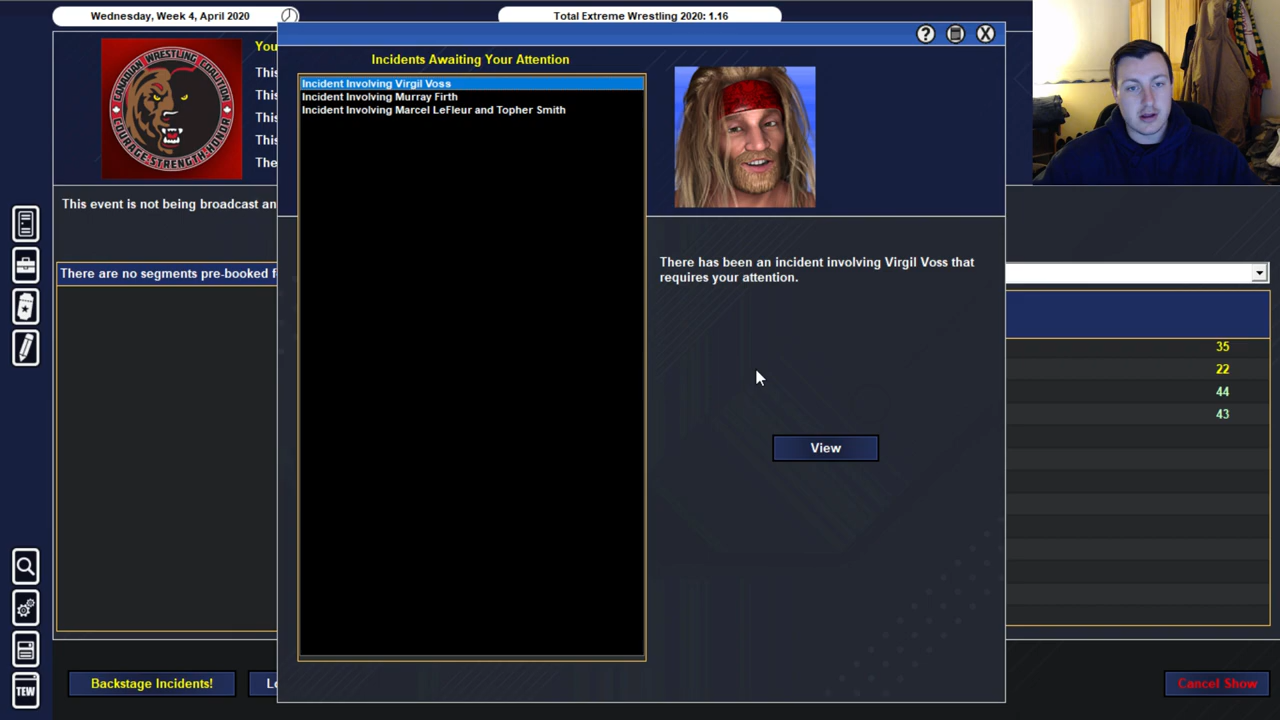 Wednesday, Week 4, April 2020
Total Extreme Wrestling 2020: 1.16
CANADIAN WRESTLING COALITION
COURAGE STRENGTH HONOR
You
This
This
This
This
The
This event is not being broadcast an
There are no segments pre-booked f
Incidents Awaiting Your Attention
Incident Involving Virgil Voss
Incident Involving Murray Firth
Incident Involving Marcel LeFleur and Topher Smith
There has been an incident involving Virgil Voss that
requires your attention.
View
35
22
44
43
Backstage Incidents!
Cancel Show
TEW